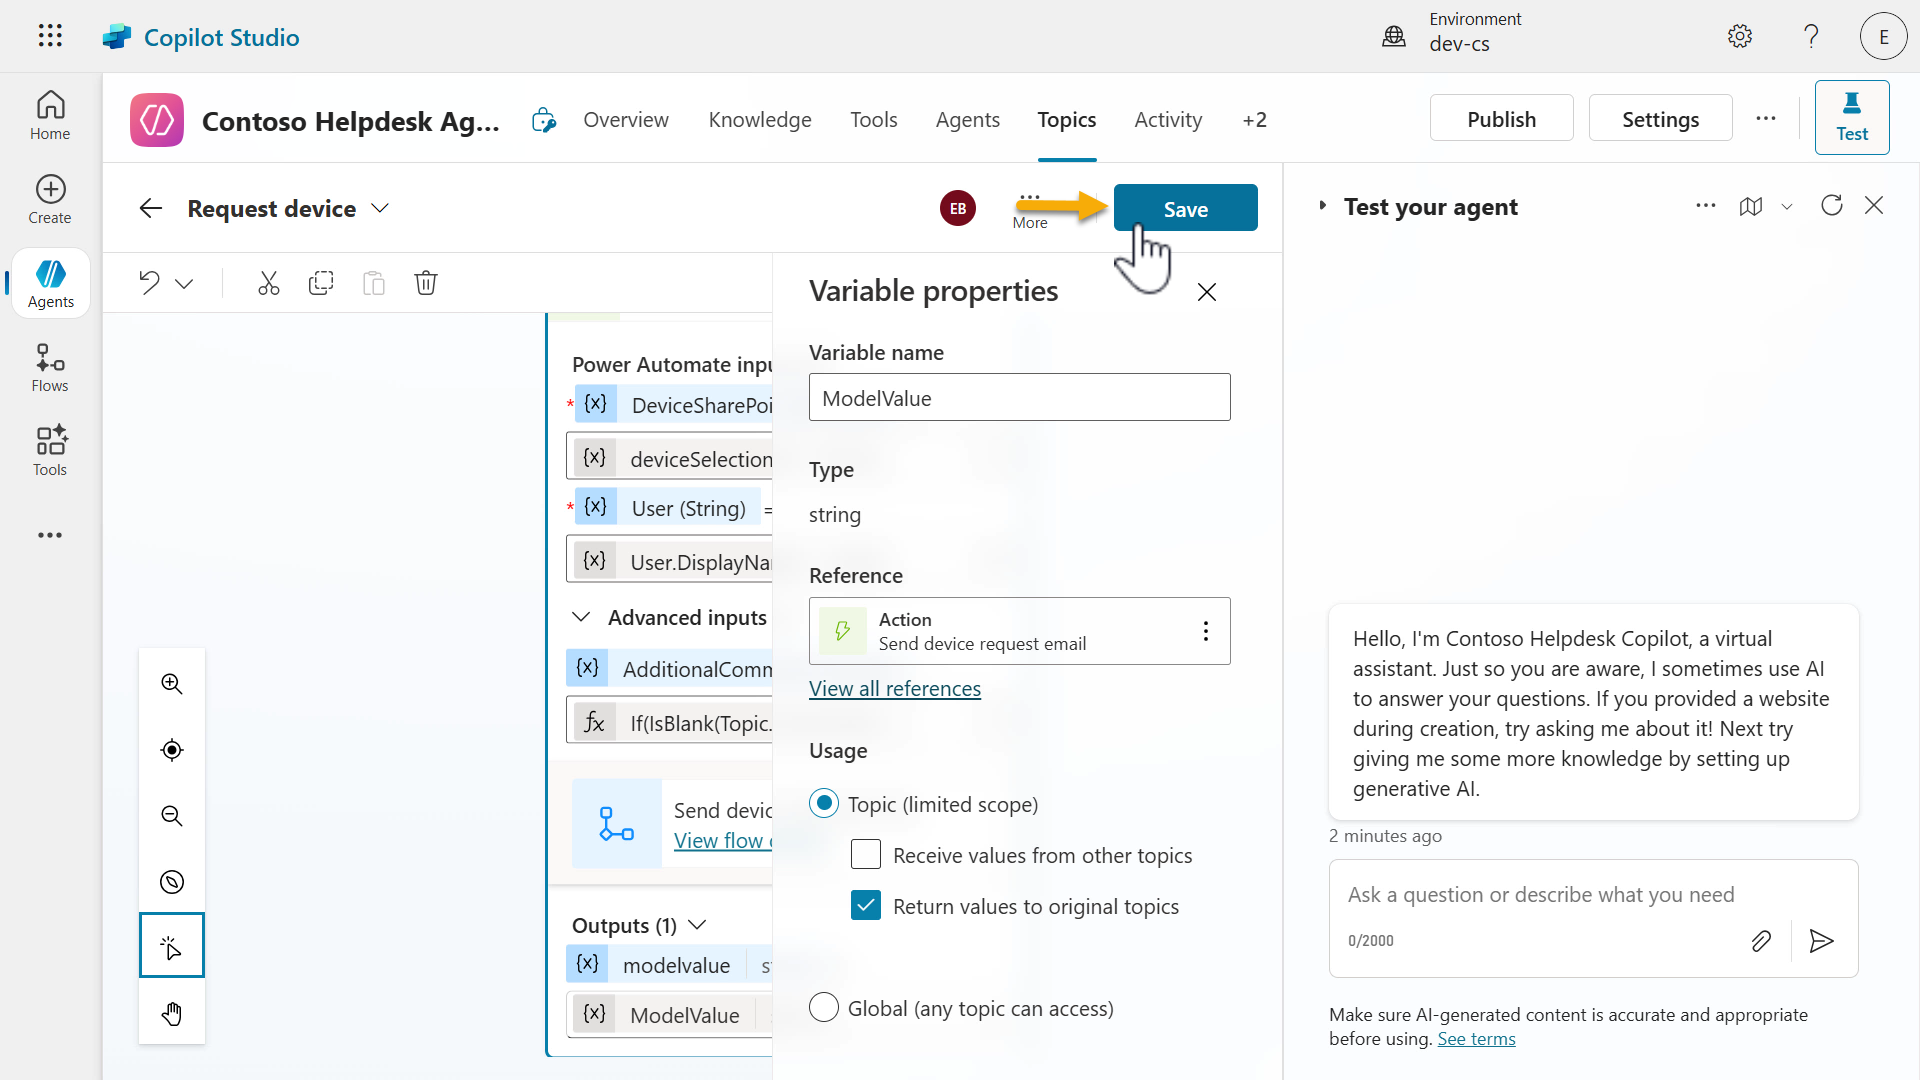 Copilot Studio
Environment
dev-cs
E
Home
Create
Agents
Flows
Tools
Contoso Helpdesk Ag...
Overview
Knowledge
Tools
Agents
Topics
Activity
+2
Publish
Settings
Test
Request device
EB
More
Save
Power Automate inpu
* {x} DeviceSharePoi
{x} deviceSelection
* {x} User (String) =
{x} User.DisplayNa
Advanced inputs
{x} AdditionalComm
fx If(IsBlank(Topic.
Send devic
View flow
Outputs (1)
{x} modelvalue s
{x} ModelValue
Variable properties
Variable name
ModelValue
Type
string
Reference
Action
Send device request email
View all references
Usage
Topic (limited scope)
Receive values from other topics
Return values to original topics
Global (any topic can access)
Test your agent
Hello, I'm Contoso Helpdesk Copilot, a virtual
assistant. Just so you are aware, I sometimes use AI
to answer your questions. If you provided a website
during creation, try asking me about it! Next try
giving me some more knowledge by setting up
generative AI.
2 minutes ago
Ask a question or describe what you need
0/2000
Make sure AI-generated content is accurate and appropriate
before using. See terms